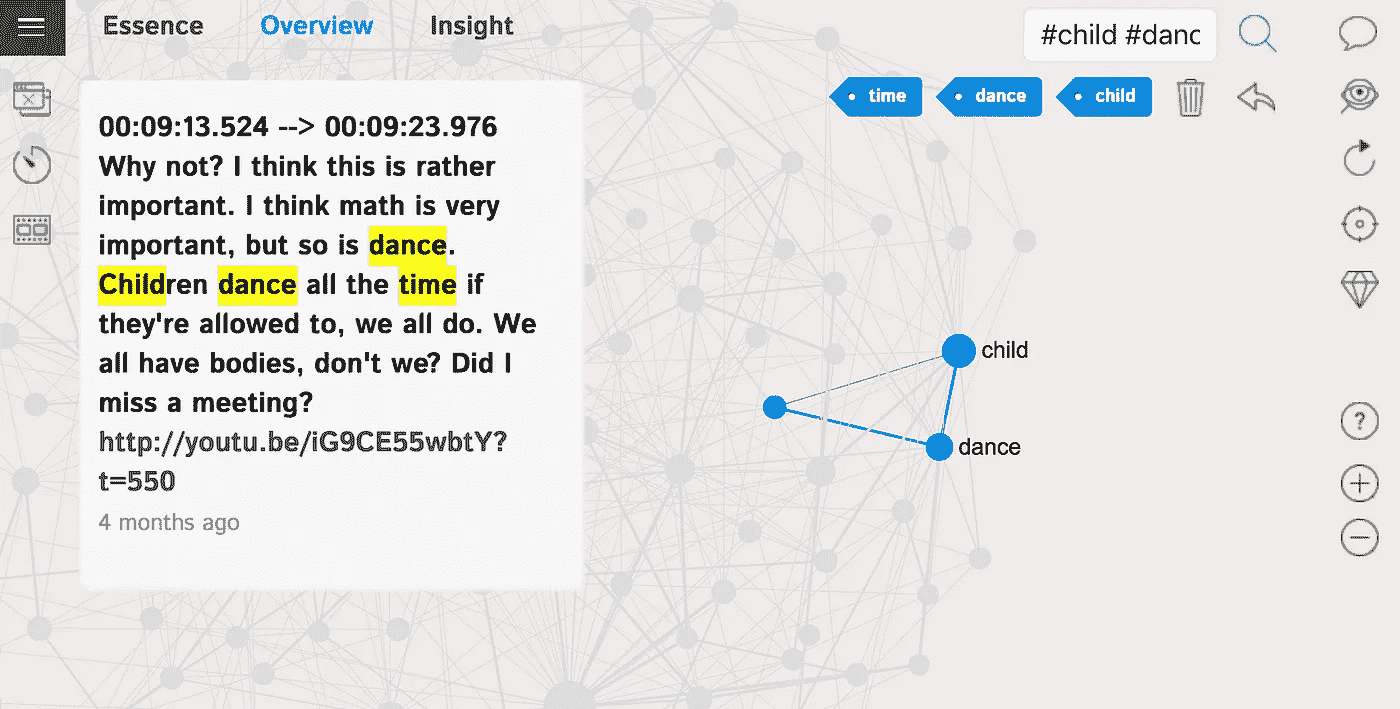 Essence Overview Insight
#child #danc
time dance child
00:09:13.524 --> 00:09:23.976
Why not? I think this is rather
important. I think math is very
important, but so is dance.
Children dance all the time if
they're allowed to, we all do. We
all have bodies, don't we? Did I
miss a meeting?
http://youtu.be/iG9CE55wbtY?
t=550
4 months ago
child
dance
?